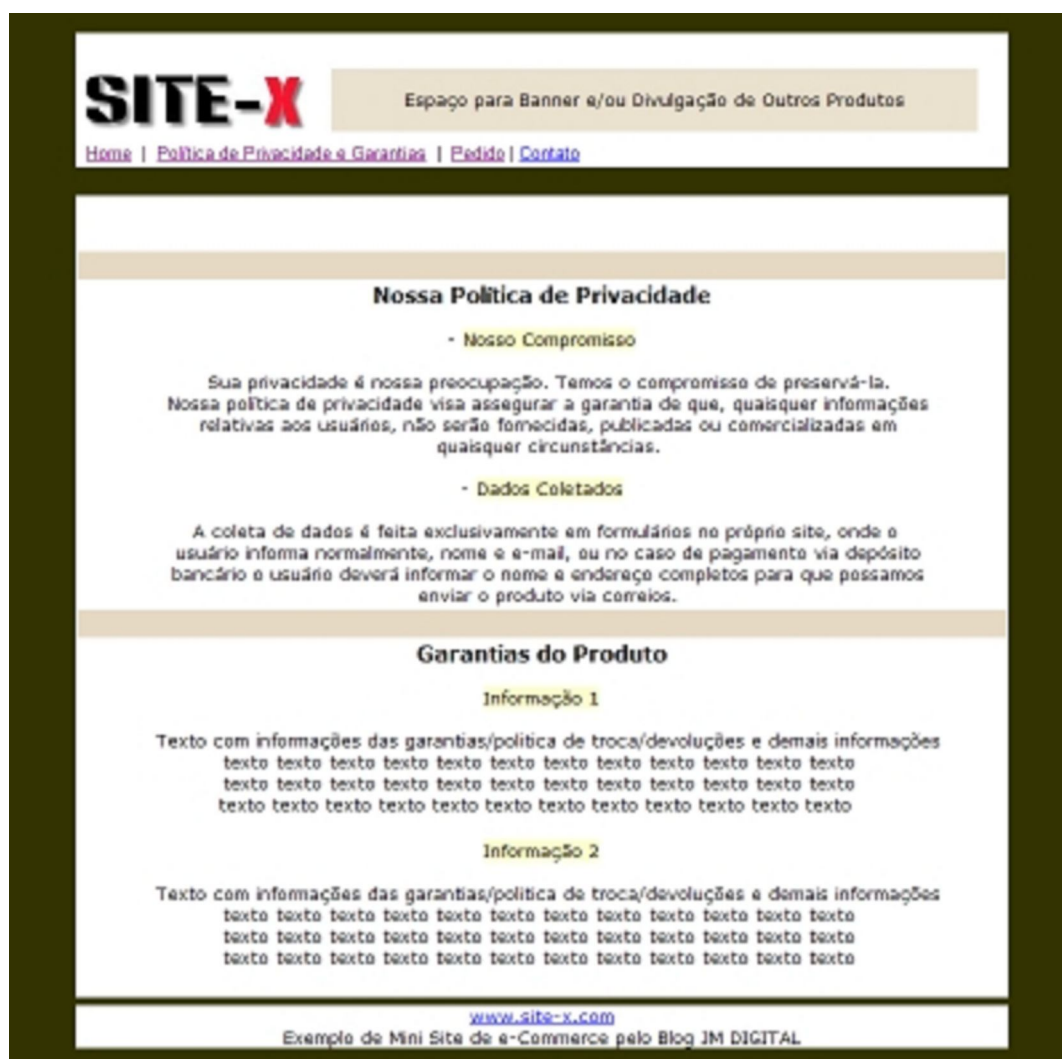 SITE-X
Espaço para Banner e/ou Divulgação de Outros Produtos
Home | Política de Privacidade e Garantias | Pedido | Contato
Nossa Política de Privacidade
- Nosso Compromisso
Sua privacidade é nossa preocupação. Temos o compromisso de preservá-la.
Nossa política de privacidade visa assegurar a garantia de que, quaisquer informações
relativas aos usuários, não serão fornecidas, publicadas ou comercializadas em
quaisquer circunstâncias.
- Dados Coletados
A coleta de dados é feita exclusivamente em formulários no próprio site, onde o
usuário informa normalmente, nome e e-mail, ou no caso de pagamento via depósito
bancário o usuário deverá informar o nome e endereço completos para que possamos
enviar o produto via correios.
Garantias do Produto
Informação 1
Texto com informações das garantias/politica de troca/devoluções e demais informações
texto texto texto texto texto texto texto texto texto texto texto texto
texto texto texto texto texto texto texto texto texto texto texto texto
texto texto texto texto texto texto texto texto texto texto texto texto
Informação 2
Texto com informações das garantias/politica de troca/devoluções e demais informações
texto texto texto texto texto texto texto texto texto texto texto texto
texto texto texto texto texto texto texto texto texto texto texto texto
texto texto texto texto texto texto texto texto texto texto texto texto
www.site-x.com
Exemplo de Mini Site de e-Commerce pelo Blog JM DIGITAL